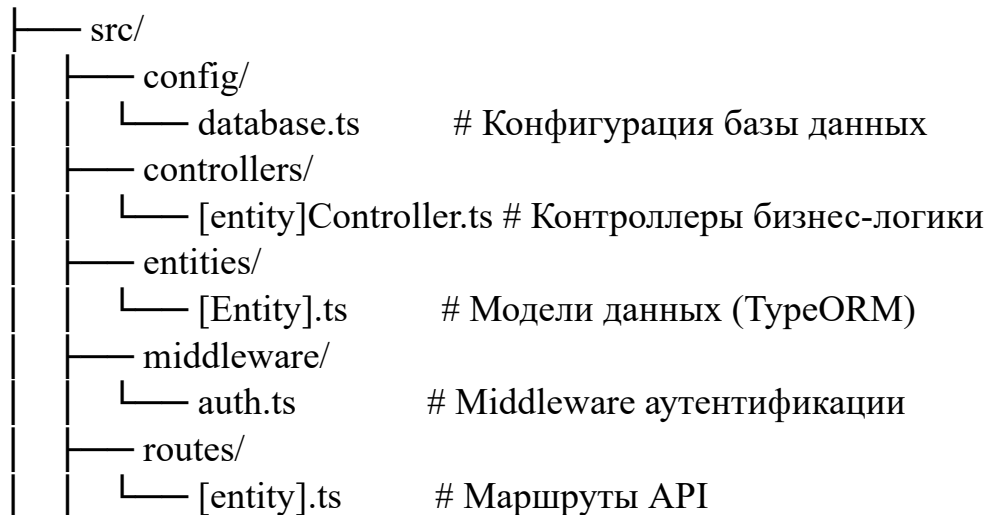 ├── src/
│ ├── config/
│ │ └── database.ts # Конфигурация базы данных
│ ├── controllers/
│ │ └── [entity]Controller.ts # Контроллеры бизнес-логики
│ ├── entities/
│ │ └── [Entity].ts # Модели данных (TypeORM)
│ ├── middleware/
│ │ └── auth.ts # Middleware аутентификации
│ ├── routes/
│ │ └── [entity].ts # Маршруты API